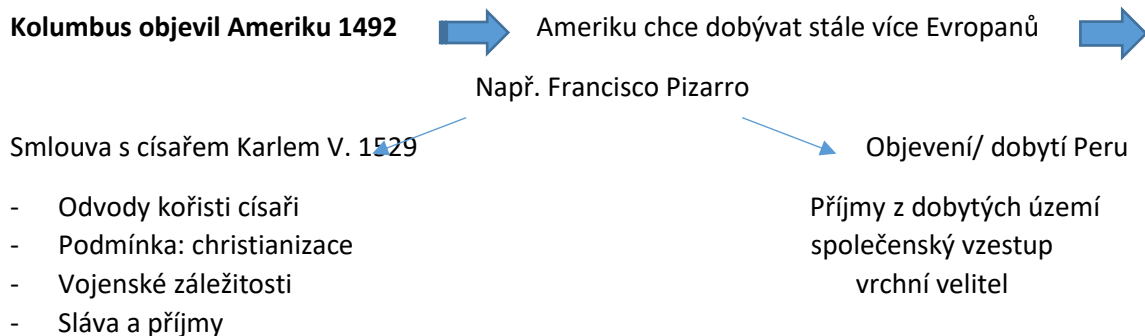 Kolumbus objevil Ameriku 1492 Ameriku chce dobývat stále více Evropanů
Např. Francisco Pizarro
Smlouva s císařem Karlem V. 1529 Objevení/ dobytí Peru
- Odvody kořisti císaři Příjmy z dobytých území
- Podmínka: christianizace společenský vzestup
- Vojenské záležitosti vrchní velitel
- Sláva a příjmy